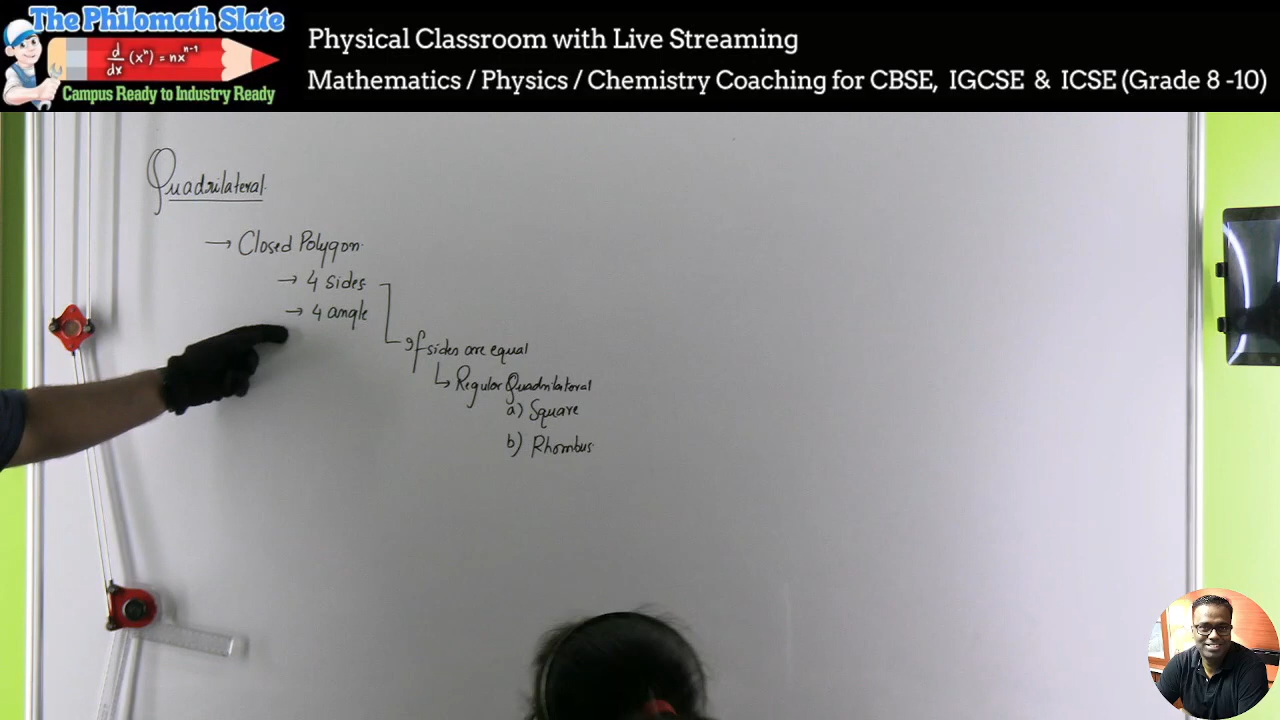 The Philomath Slate
d/dx (xⁿ) = nxⁿ⁻¹
Campus Ready to Industry Ready
Physical Classroom with Live Streaming
Mathematics / Physics / Chemistry Coaching for CBSE, IGCSE & ICSE (Grade 8 -10)
Quadrilateral
→ Closed Polygon.
→ 4 sides
→ 4 angle
If sides are equal
↳ Regular Quadrilateral
a) Square
b) Rhombus